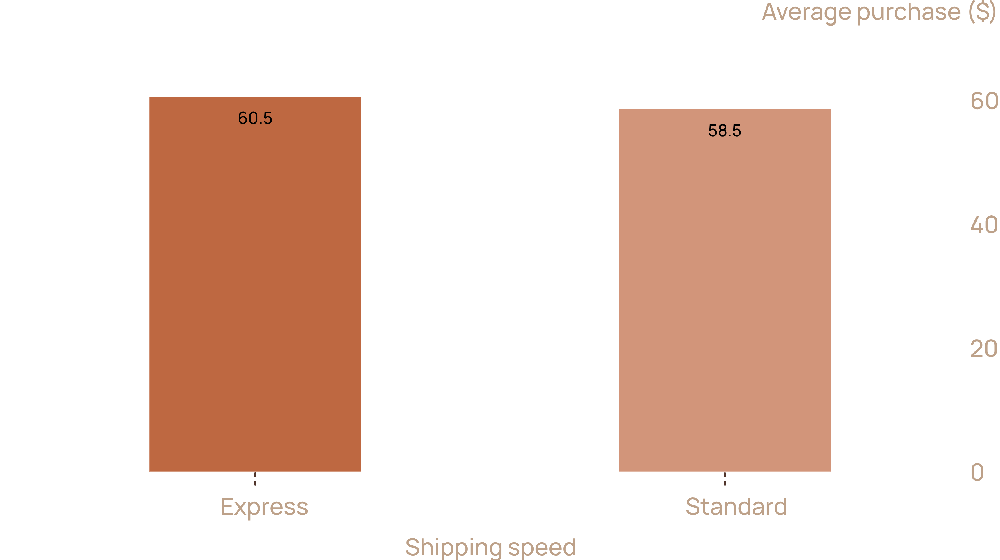 Average purchase ($)
60
60.5
58.5
40
20
0
Express
Standard
Shipping speed